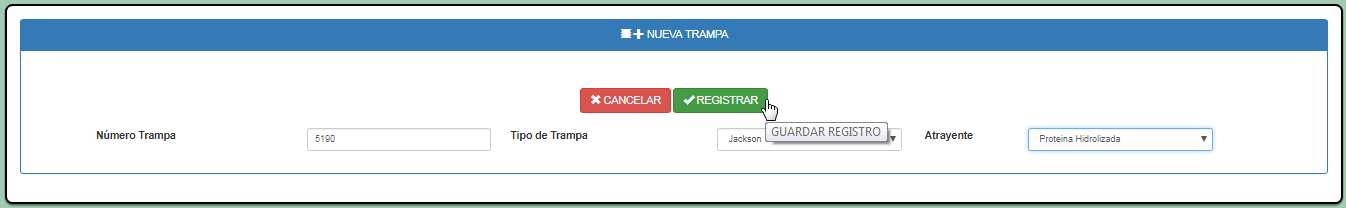 NUEVA TRAMPA
CANCELAR REGISTRAR
GUARDAR REGISTRO
Número Trampa 5190 Tipo de Trampa Jackson Atrayente Proteina Hidrolizada